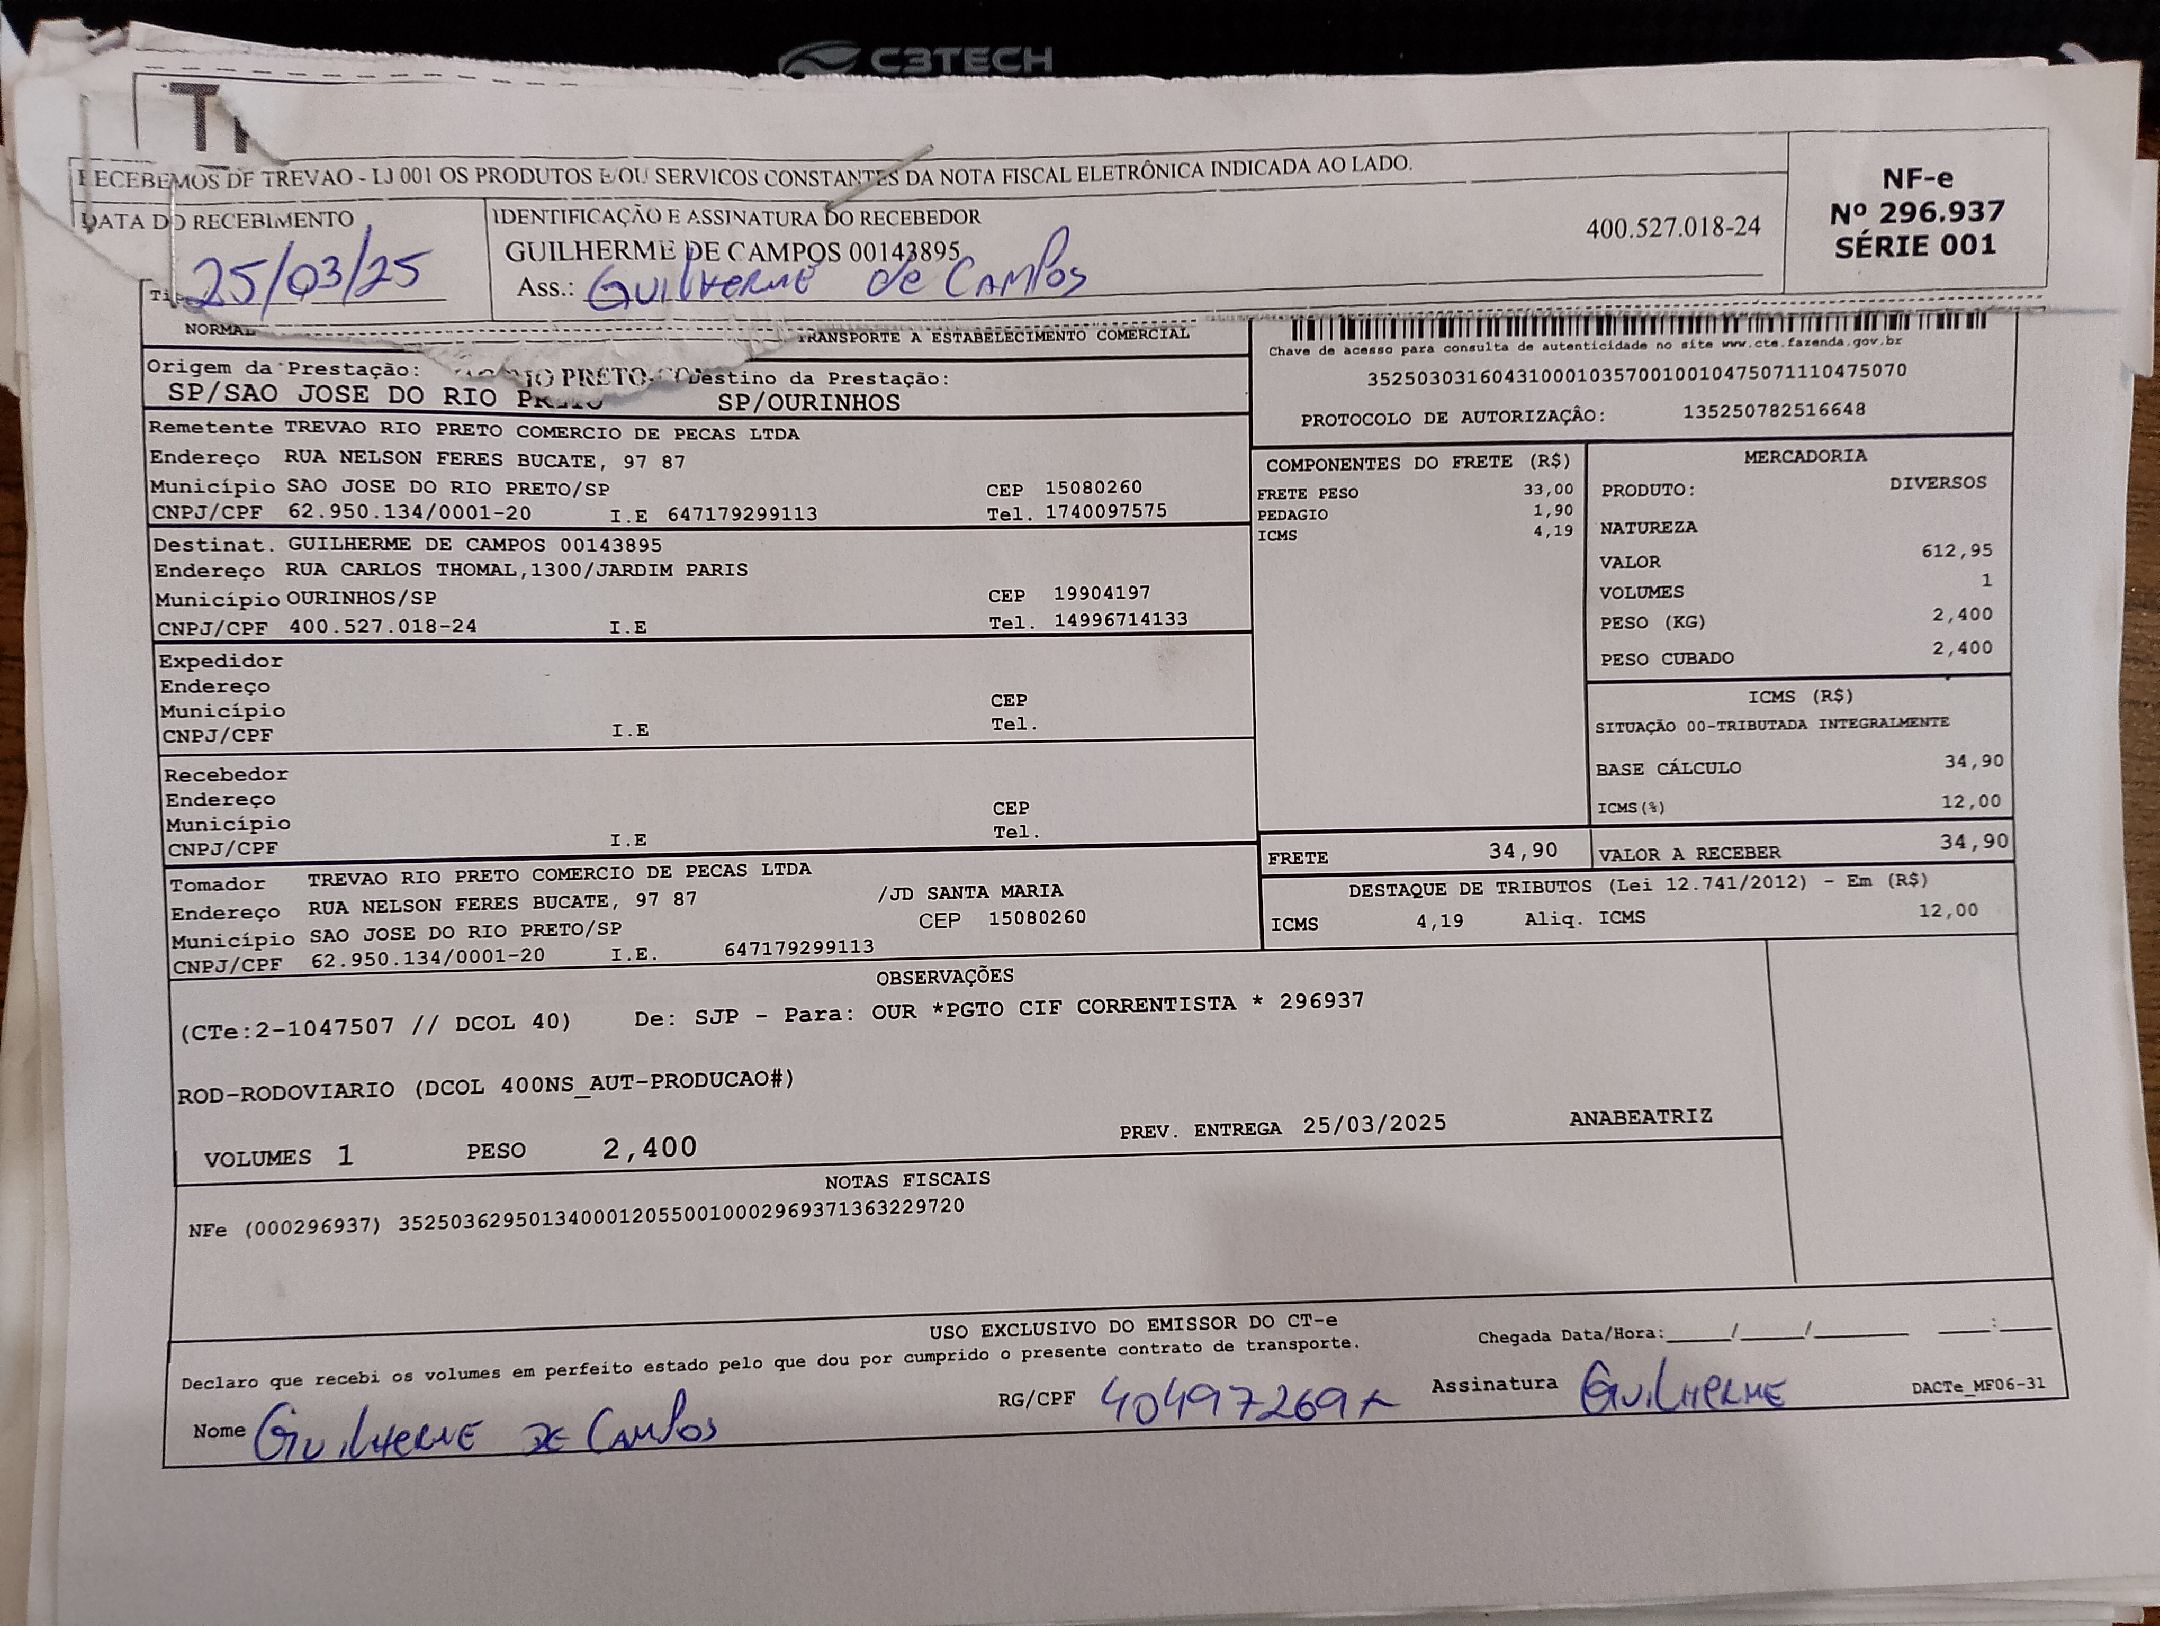 C3TECH
RECEBEMOS DE TREVAO - LJ 001 OS PRODUTOS E/OU SERVICOS CONSTANTES DA NOTA FISCAL ELETRÔNICA INDICADA AO LADO.
DATA DO RECEBIMENTO
25/03/25
IDENTIFICAÇÃO E ASSINATURA DO RECEBEDOR
GUILHERME DE CAMPOS 00143895
400.527.018-24
Ass.: GUILHERME de CAMPOS
NF-e
Nº 296.937
SÉRIE 001
NORMAL
TRANSPORTE A ESTABELECIMENTO COMERCIAL
Chave de acesso para consulta de autenticidade no site www.cte.fazenda.gov.br
35250303160431000103570010010475071110475070
PROTOCOLO DE AUTORIZAÇÂO: 135250782516648
Origem da Prestação: RIO PRETO Destino da Prestação:
SP/SAO JOSE DO RIO PRETO SP/OURINHOS
Remetente TREVAO RIO PRETO COMERCIO DE PECAS LTDA
Endereço RUA NELSON FERES BUCATE, 97 87
Município SAO JOSE DO RIO PRETO/SP CEP 15080260
CNPJ/CPF 62.950.134/0001-20 I.E 647179299113 Tel. 1740097575
Destinat. GUILHERME DE CAMPOS 00143895
Endereço RUA CARLOS THOMAL,1300/JARDIM PARIS
Município OURINHOS/SP CEP 19904197
CNPJ/CPF 400.527.018-24 I.E Tel. 14996714133
Expedidor
Endereço
Município CEP
CNPJ/CPF I.E Tel.
Recebedor
Endereço
Município CEP
CNPJ/CPF I.E Tel.
Tomador TREVAO RIO PRETO COMERCIO DE PECAS LTDA
Endereço RUA NELSON FERES BUCATE, 97 87 /JD SANTA MARIA
Município SAO JOSE DO RIO PRETO/SP CEP 15080260
CNPJ/CPF 62.950.134/0001-20 I.E. 647179299113
COMPONENTES DO FRETE (R$)
FRETE PESO 33,00
PEDAGIO 1,90
ICMS 4,19
MERCADORIA
PRODUTO: DIVERSOS
NATUREZA
VALOR 612,95
VOLUMES 1
PESO (KG) 2,400
PESO CUBADO 2,400
ICMS (R$)
SITUAÇÃO 00-TRIBUTADA INTEGRALMENTE
BASE CÁLCULO 34,90
ICMS(%) 12,00
FRETE 34,90 VALOR A RECEBER 34,90
DESTAQUE DE TRIBUTOS (Lei 12.741/2012) - Em (R$)
ICMS 4,19 Aliq. ICMS 12,00
OBSERVAÇÕES
(CTe:2-1047507 // DCOL 40) De: SJP - Para: OUR *PGTO CIF CORRENTISTA * 296937
ROD-RODOVIARIO (DCOL 400NS_AUT-PRODUCAO#)
VOLUMES 1 PESO 2,400 PREV. ENTREGA 25/03/2025 ANABEATRIZ
NOTAS FISCAIS
NFe (000296937) 35250362950134000120550010002969371363229720
USO EXCLUSIVO DO EMISSOR DO CT-e
Declaro que recebi os volumes em perfeito estado pelo que dou por cumprido o presente contrato de transporte.
Chegada Data/Hora:____/____/______ ___:___
Nome GUILHERME DE CAMPOS RG/CPF 40497269 Assinatura GUILHERME DACTe_MF06-31